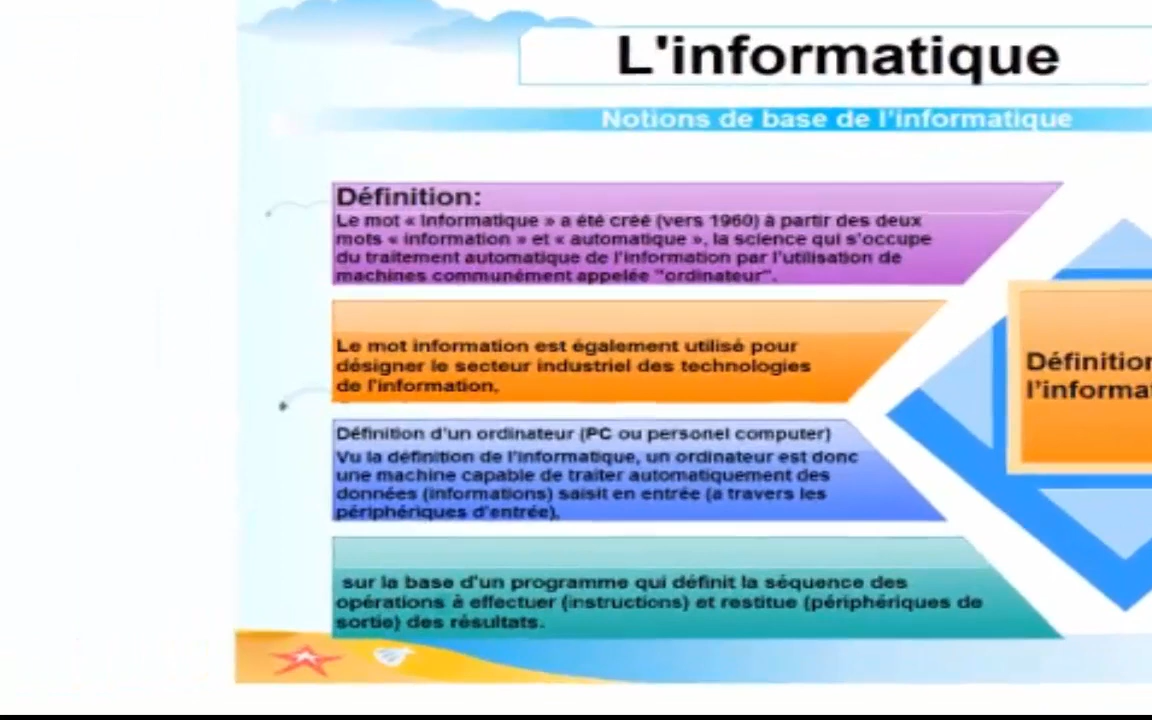 L'informatique
Notions de base de l'informatique
Définition:
Le mot « Informatique » a été créé (vers 1960) à partir des deux
mots « information » et « automatique », la science qui s'occupe
du traitement automatique de l'information par l'utilisation de
machines communément appelée "ordinateur".
Le mot information est également utilisé pour
désigner le secteur industriel des technologies
de l'information.
Définition d'un ordinateur (PC ou personel computer)
Vu la définition de l'informatique, un ordinateur est donc
une machine capable de traiter automatiquement des
données (informations) saisit en entrée (a travers les
périphériques d'entrée),
sur la base d'un programme qui définit la séquence des
opérations à effectuer (instructions) et restitue (périphériques de
sortie) des résultats.
Définition
l'informat